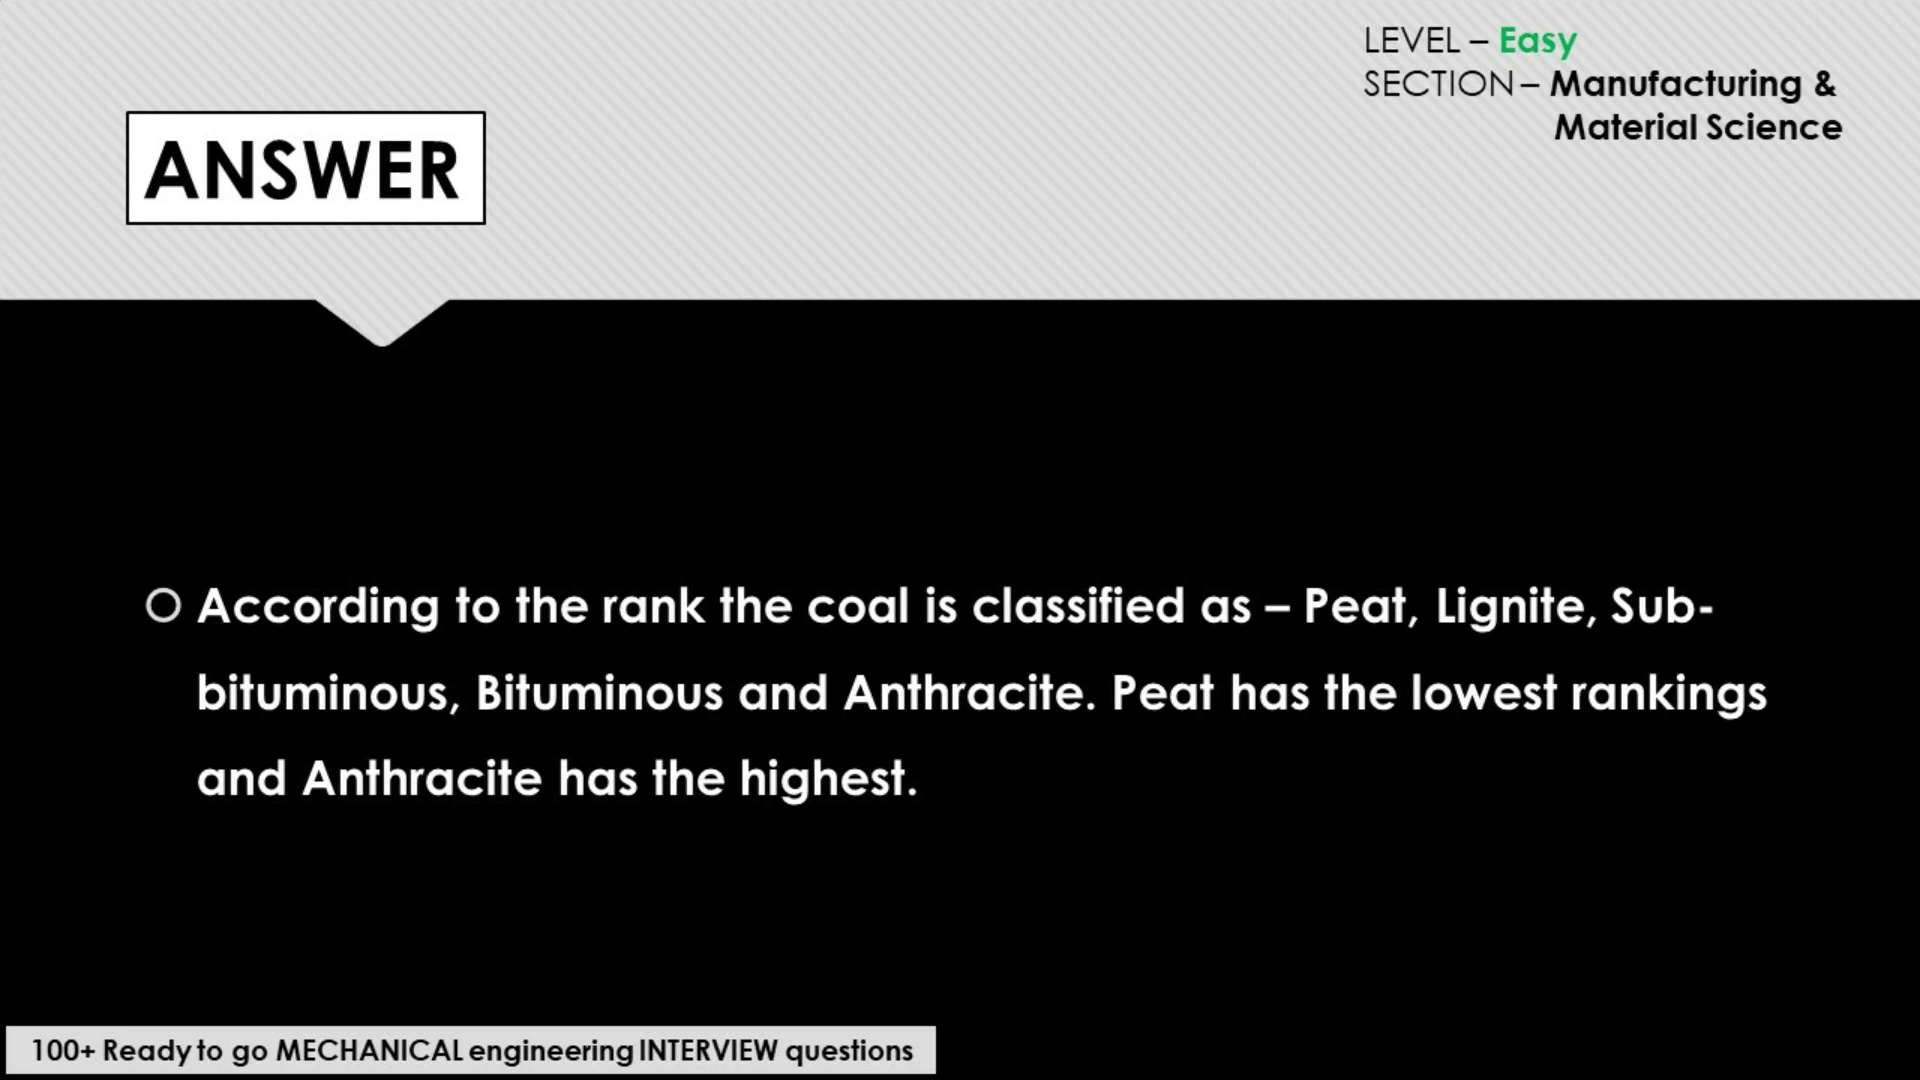 LEVEL – Easy
SECTION – Manufacturing &
Material Science
ANSWER
According to the rank the coal is classified as – Peat, Lignite, Sub-
bituminous, Bituminous and Anthracite. Peat has the lowest rankings
and Anthracite has the highest.
100+ Ready to go MECHANICAL engineering INTERVIEW questions